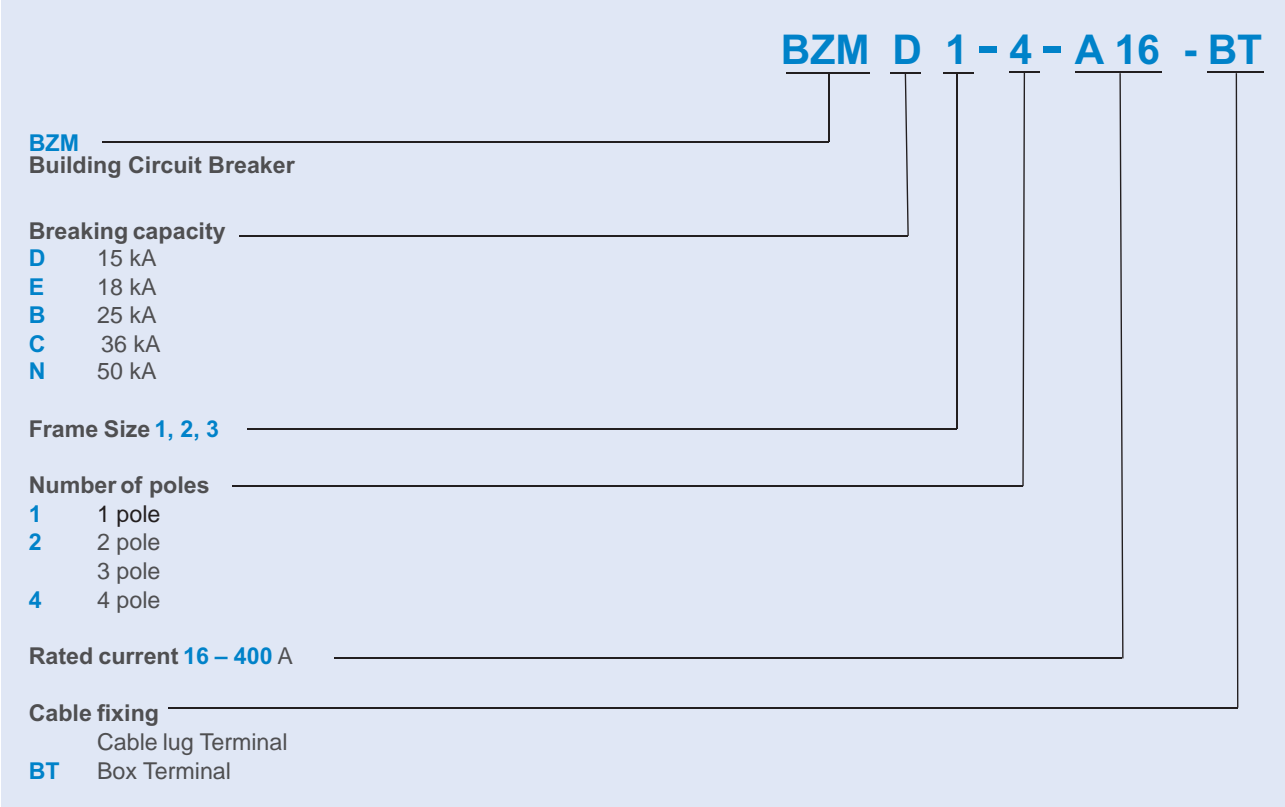 BZM D 1 - 4 - A 16 - BT
BZM
Building Circuit Breaker
Breaking capacity
D 15 kA
E 18 kA
B 25 kA
C 36 kA
N 50 kA
Frame Size 1, 2, 3
Number of poles
1 1 pole
2 2 pole
3 pole
4 4 pole
Rated current 16 – 400 A
Cable fixing
Cable lug Terminal
BT Box Terminal